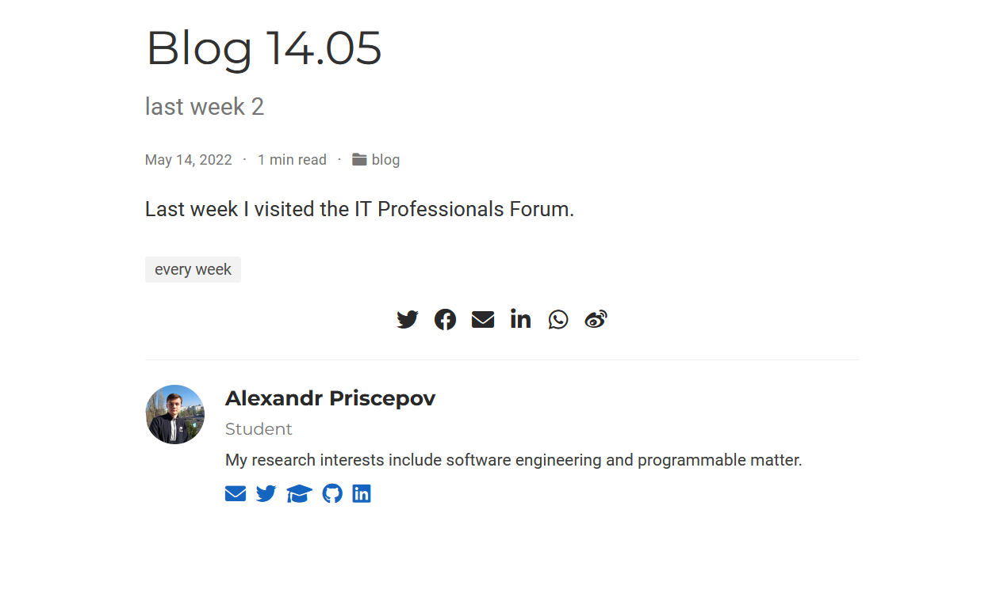 Blog 14.05
last week 2
May 14, 2022 · 1 min read · blog
Last week I visited the IT Professionals Forum.
every week
Alexandr Priscepov
Student
My research interests include software engineering and programmable matter.